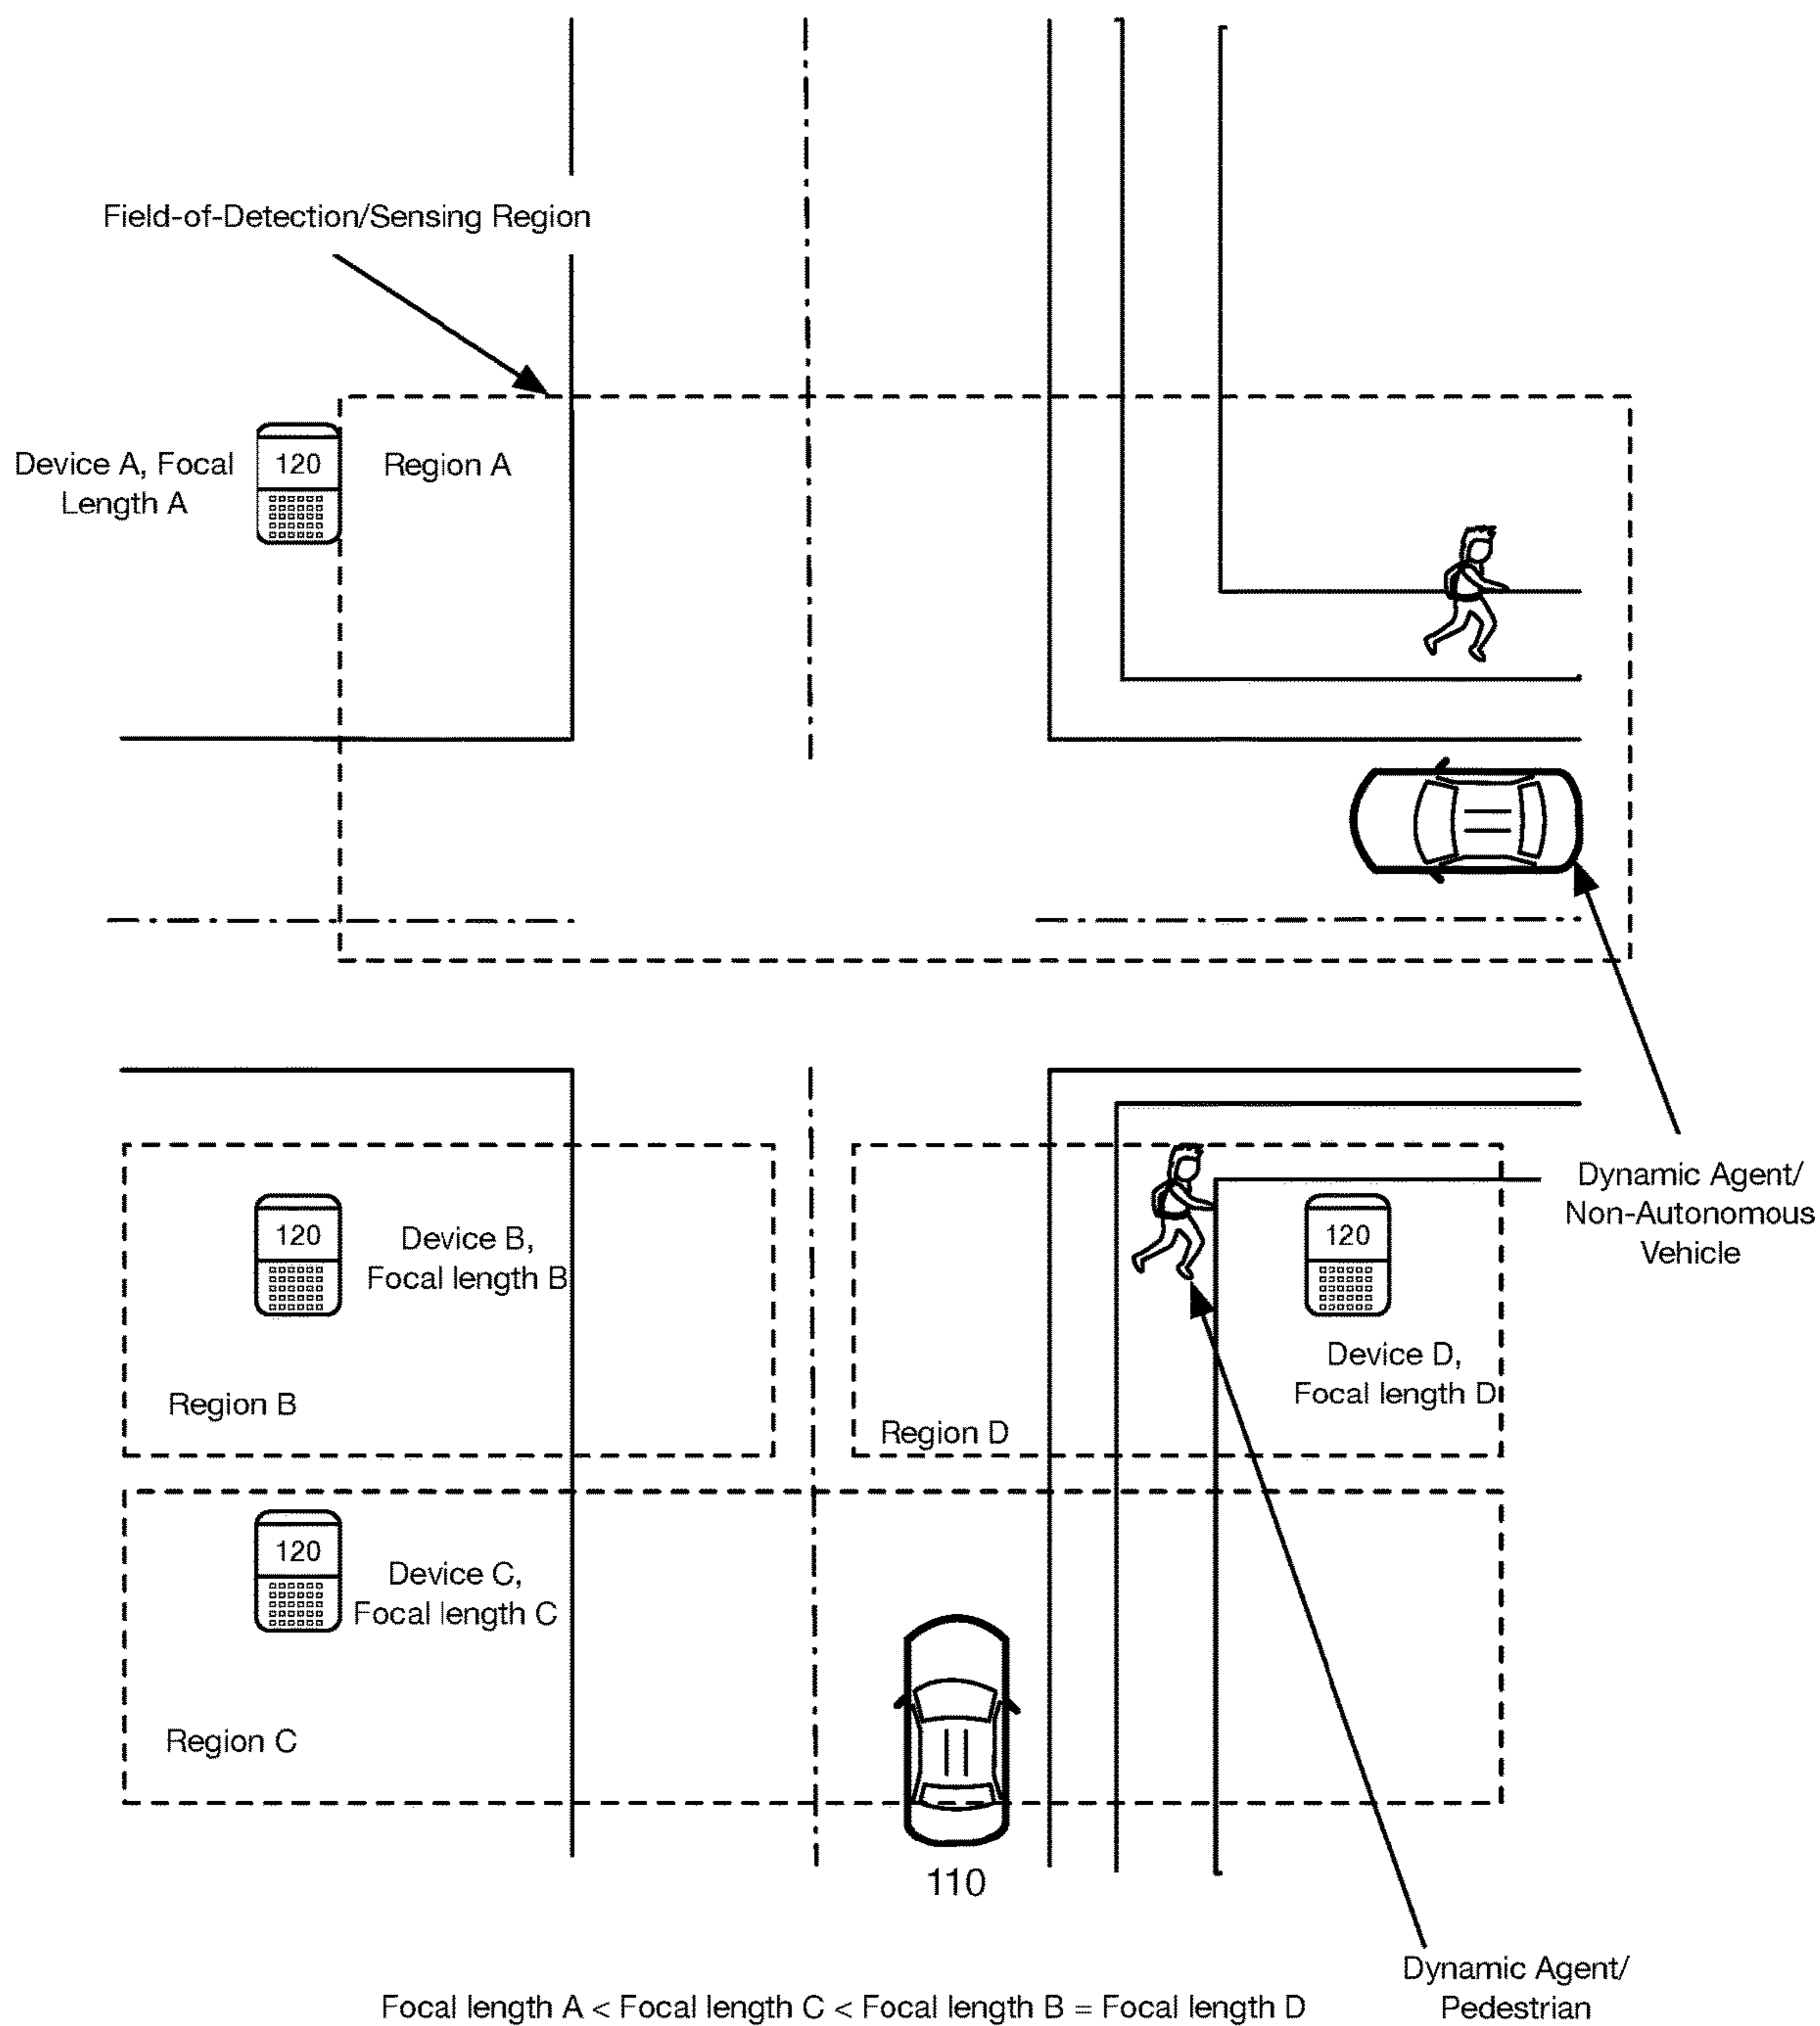 Field-of-Detection/Sensing Region
Device A, Focal
Length A
120
Region A
120
Device B,
Focal length B
Region B
120
Device D,
Focal length D
Region D
Dynamic Agent/
Non-Autonomous
Vehicle
120
Device C,
Focal length C
Region C
110
Dynamic Agent/
Pedestrian
Focal length A < Focal length C < Focal length B = Focal length D